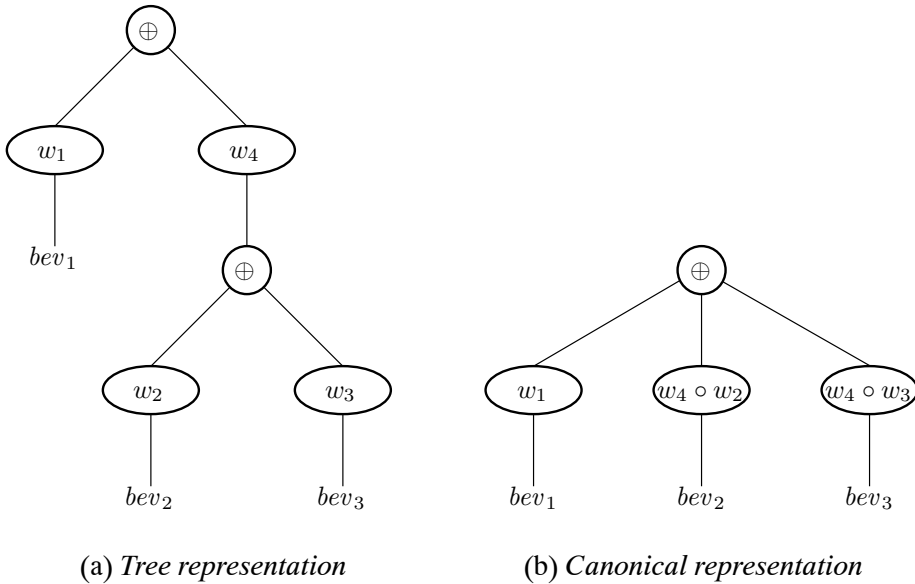 ⊕
w₁ w₄
bev₁
⊕ ⊕
w₂ w₃ w₁ w₄ ∘ w₂ w₄ ∘ w₃
bev₂ bev₃ bev₁ bev₂ bev₃
(a) Tree representation (b) Canonical representation